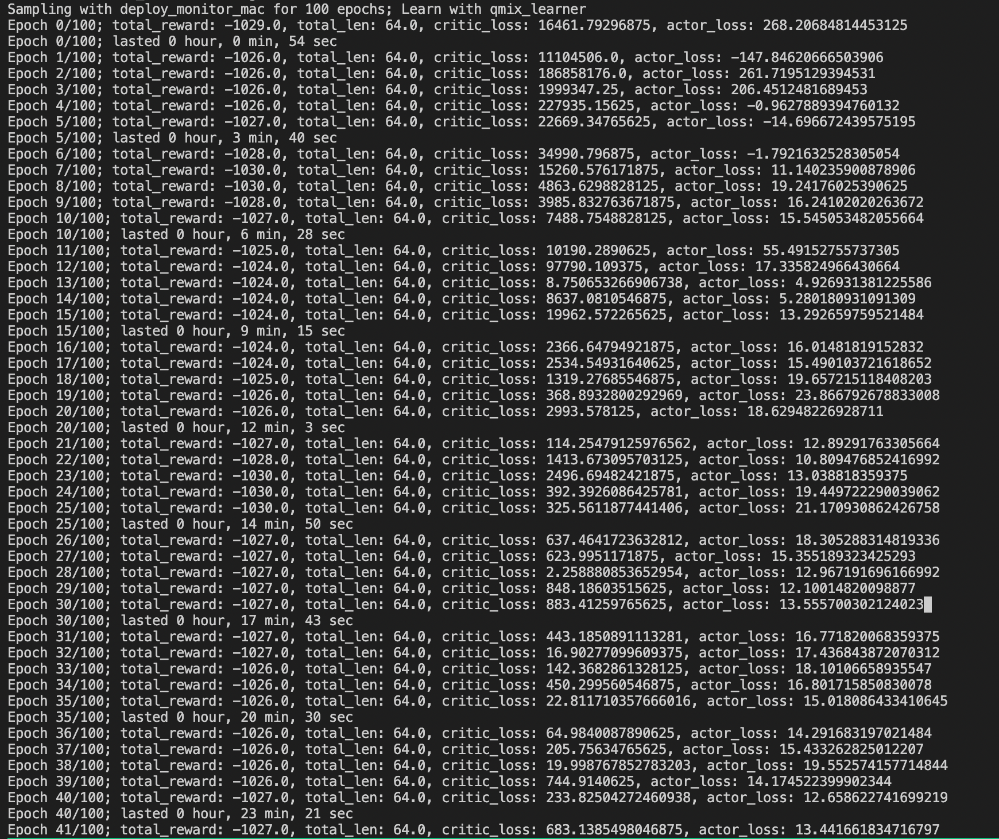 Sampling with deploy_monitor_mac for 100 epochs; Learn with qmix_learner
Epoch 0/100; total_reward: -1029.0, total_len: 64.0, critic_loss: 16461.79296875, actor_loss: 268.20684814453125
Epoch 0/100; lasted 0 hour, 0 min, 54 sec
Epoch 1/100; total_reward: -1026.0, total_len: 64.0, critic_loss: 11104506.0, actor_loss: -147.84620666503906
Epoch 2/100; total_reward: -1026.0, total_len: 64.0, critic_loss: 186858176.0, actor_loss: 261.7195129394531
Epoch 3/100; total_reward: -1026.0, total_len: 64.0, critic_loss: 1999347.25, actor_loss: 206.4512481689453
Epoch 4/100; total_reward: -1026.0, total_len: 64.0, critic_loss: 227935.15625, actor_loss: -0.9627889394760132
Epoch 5/100; total_reward: -1027.0, total_len: 64.0, critic_loss: 22669.34765625, actor_loss: -14.696672439575195
Epoch 5/100; lasted 0 hour, 3 min, 40 sec
Epoch 6/100; total_reward: -1028.0, total_len: 64.0, critic_loss: 34990.796875, actor_loss: -1.7921632528305054
Epoch 7/100; total_reward: -1030.0, total_len: 64.0, critic_loss: 15260.576171875, actor_loss: 11.140235900878906
Epoch 8/100; total_reward: -1030.0, total_len: 64.0, critic_loss: 4863.6298828125, actor_loss: 19.24176025390625
Epoch 9/100; total_reward: -1028.0, total_len: 64.0, critic_loss: 3985.832763671875, actor_loss: 16.24102020263672
Epoch 10/100; total_reward: -1027.0, total_len: 64.0, critic_loss: 7488.7548828125, actor_loss: 15.545053482055664
Epoch 10/100; lasted 0 hour, 6 min, 28 sec
Epoch 11/100; total_reward: -1025.0, total_len: 64.0, critic_loss: 10190.2890625, actor_loss: 55.49152755737305
Epoch 12/100; total_reward: -1024.0, total_len: 64.0, critic_loss: 97790.109375, actor_loss: 17.335824966430664
Epoch 13/100; total_reward: -1024.0, total_len: 64.0, critic_loss: 8.750653266906738, actor_loss: 4.926931381225586
Epoch 14/100; total_reward: -1024.0, total_len: 64.0, critic_loss: 8637.0810546875, actor_loss: 5.280180931091309
Epoch 15/100; total_reward: -1024.0, total_len: 64.0, critic_loss: 19962.572265625, actor_loss: 13.292659759521484
Epoch 15/100; lasted 0 hour, 9 min, 15 sec
Epoch 16/100; total_reward: -1024.0, total_len: 64.0, critic_loss: 2366.64794921875, actor_loss: 16.01481819152832
Epoch 17/100; total_reward: -1024.0, total_len: 64.0, critic_loss: 2534.54931640625, actor_loss: 15.490103721618652
Epoch 18/100; total_reward: -1025.0, total_len: 64.0, critic_loss: 1319.27685546875, actor_loss: 19.657215118408203
Epoch 19/100; total_reward: -1026.0, total_len: 64.0, critic_loss: 368.8932800292969, actor_loss: 23.866792678833008
Epoch 20/100; total_reward: -1026.0, total_len: 64.0, critic_loss: 2993.578125, actor_loss: 18.62948226928711
Epoch 20/100; lasted 0 hour, 12 min, 3 sec
Epoch 21/100; total_reward: -1027.0, total_len: 64.0, critic_loss: 114.25479125976562, actor_loss: 12.89291763305664
Epoch 22/100; total_reward: -1028.0, total_len: 64.0, critic_loss: 1413.673095703125, actor_loss: 10.809476852416992
Epoch 23/100; total_reward: -1030.0, total_len: 64.0, critic_loss: 2496.69482421875, actor_loss: 13.038818359375
Epoch 24/100; total_reward: -1030.0, total_len: 64.0, critic_loss: 392.3926086425781, actor_loss: 19.449722290039062
Epoch 25/100; total_reward: -1030.0, total_len: 64.0, critic_loss: 325.5611877441406, actor_loss: 21.170930862426758
Epoch 25/100; lasted 0 hour, 14 min, 50 sec
Epoch 26/100; total_reward: -1027.0, total_len: 64.0, critic_loss: 637.4641723632812, actor_loss: 18.305288314819336
Epoch 27/100; total_reward: -1027.0, total_len: 64.0, critic_loss: 623.9951171875, actor_loss: 15.355189323425293
Epoch 28/100; total_reward: -1027.0, total_len: 64.0, critic_loss: 2.258880853652954, actor_loss: 12.967191696166992
Epoch 29/100; total_reward: -1027.0, total_len: 64.0, critic_loss: 848.18603515625, actor_loss: 12.10014820098877
Epoch 30/100; total_reward: -1027.0, total_len: 64.0, critic_loss: 883.41259765625, actor_loss: 13.555700302124023
Epoch 30/100; lasted 0 hour, 17 min, 43 sec
Epoch 31/100; total_reward: -1027.0, total_len: 64.0, critic_loss: 443.1850891113281, actor_loss: 16.771820068359375
Epoch 32/100; total_reward: -1027.0, total_len: 64.0, critic_loss: 16.90277099609375, actor_loss: 17.436843872070312
Epoch 33/100; total_reward: -1026.0, total_len: 64.0, critic_loss: 142.3682861328125, actor_loss: 18.10106658935547
Epoch 34/100; total_reward: -1026.0, total_len: 64.0, critic_loss: 450.299560546875, actor_loss: 16.801715850830078
Epoch 35/100; total_reward: -1026.0, total_len: 64.0, critic_loss: 22.811710357666016, actor_loss: 15.018086433410645
Epoch 35/100; lasted 0 hour, 20 min, 30 sec
Epoch 36/100; total_reward: -1026.0, total_len: 64.0, critic_loss: 64.9840087890625, actor_loss: 14.291683197021484
Epoch 37/100; total_reward: -1026.0, total_len: 64.0, critic_loss: 205.75634765625, actor_loss: 15.433262825012207
Epoch 38/100; total_reward: -1026.0, total_len: 64.0, critic_loss: 19.998767852783203, actor_loss: 19.552574157714844
Epoch 39/100; total_reward: -1026.0, total_len: 64.0, critic_loss: 744.9140625, actor_loss: 14.174522399902344
Epoch 40/100; total_reward: -1027.0, total_len: 64.0, critic_loss: 233.82504272460938, actor_loss: 12.658622741699219
Epoch 40/100; lasted 0 hour, 23 min, 21 sec
Epoch 41/100; total_reward: -1027.0, total_len: 64.0, critic_loss: 683.1385498046875, actor_loss: 13.441661834716797